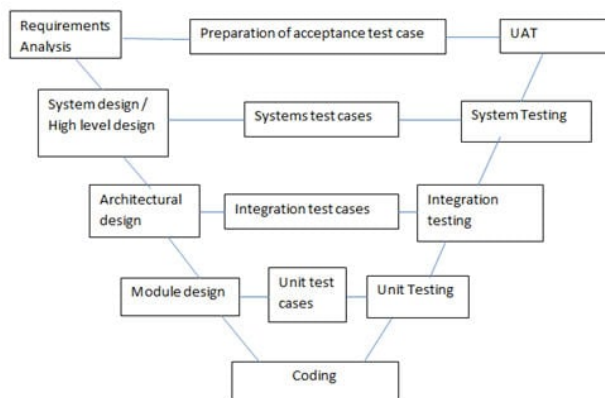 Requirements
Analysis
Preparation of acceptance test case
UAT
System design /
High level design
Systems test cases
System Testing
Architectural
design
Integration test cases
Integration
testing
Module design
Unit test
cases
Unit Testing
Coding